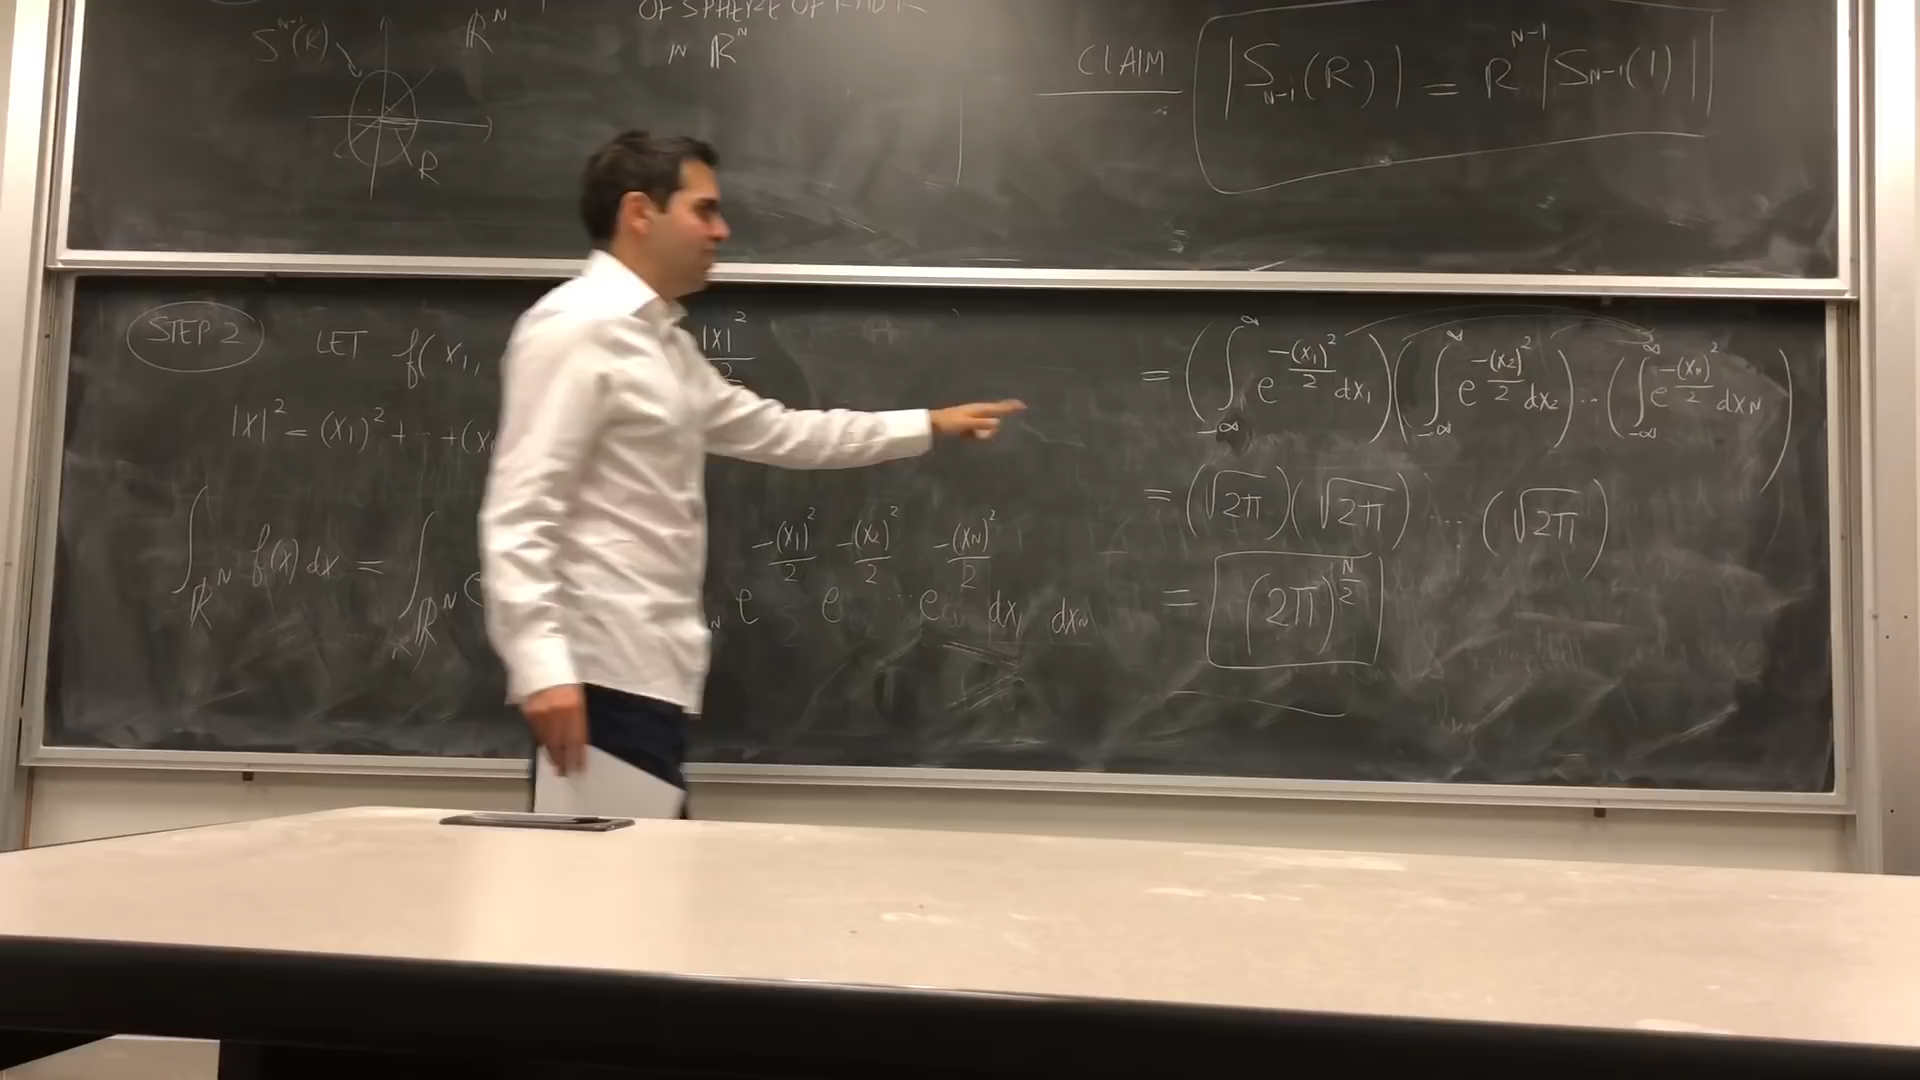 S^{N-1}(R)
ℝ^N
R
OF SPHERE OF
IN ℝ^N
CLAIM |S_{N-1}(R)| = R^{N-1} |S_{N-1}(1)|
STEP 2 LET f(x_1,
|x|^2
2
|x|^2 = (x_1)^2 + ... + (x
∫_{ℝ^N} f(x) dx = ∫_{ℝ^N} e
_N e^{-(x_1)^2/2} e^{-(x_2)^2/2} ... e^{-(x_N)^2/2} dx_1 dx_N
= (∫_{-∞}^{∞} e^{-(x_1)^2/2} dx_1)(∫_{-∞}^{∞} e^{-(x_2)^2/2} dx_2) ... (∫_{-∞}^{∞} e^{-(x_N)^2/2} dx_N)
= (√2π)(√2π) ... (√2π)
= (2π)^{N/2}